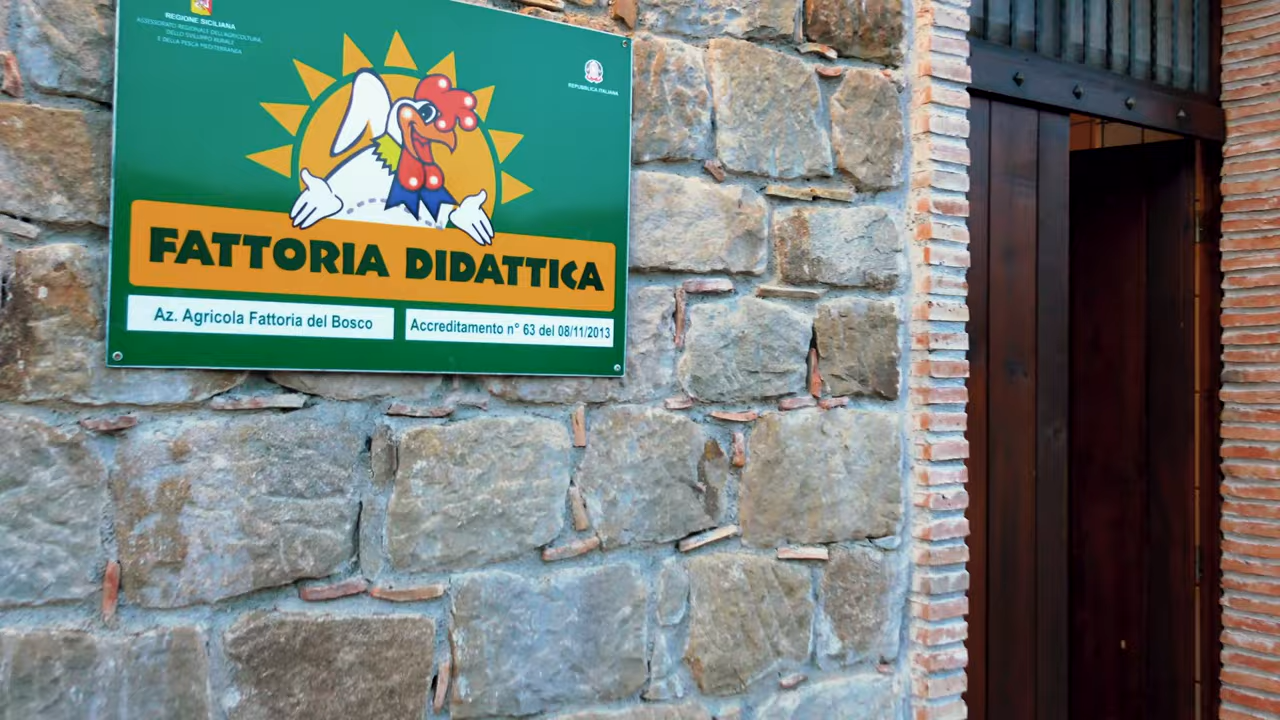 REGIONE SICILIANA
ASSESSORATO REGIONALE DELL'AGRICOLTURA,
DELLO SVILUPPO RURALE
E DELLA PESCA MEDITERRANEA
REPUBBLICA ITALIANA
FATTORIA DIDATTICA
Az. Agricola Fattoria del Bosco
Accreditamento n° 63 del 08/11/2013